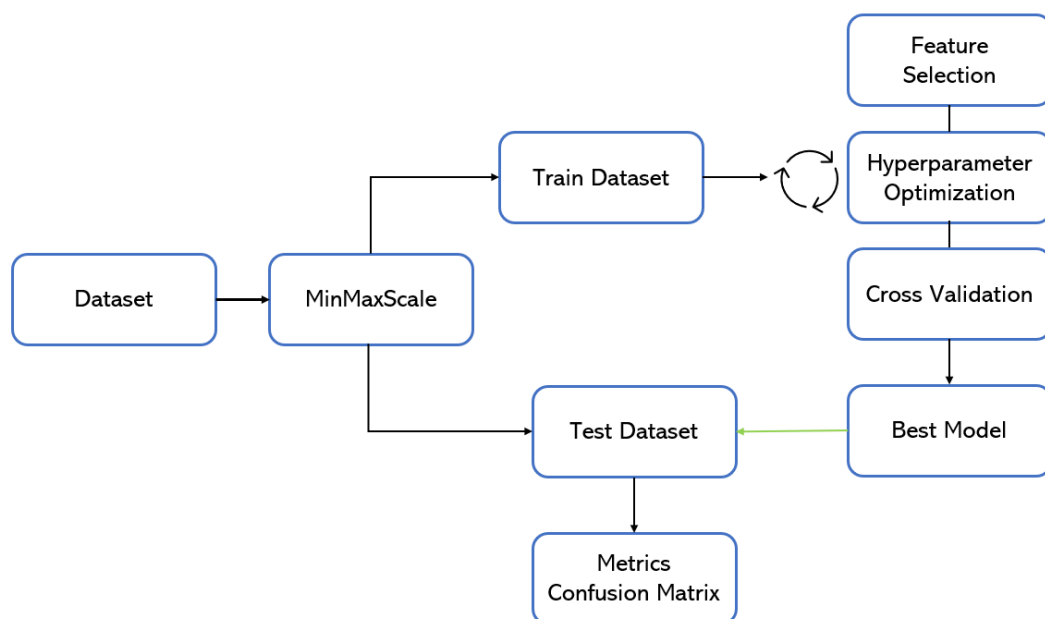 Feature
Selection
Train Dataset
Hyperparameter
Optimization
Dataset
MinMaxScale
Cross Validation
Test Dataset
Best Model
Metrics
Confusion Matrix